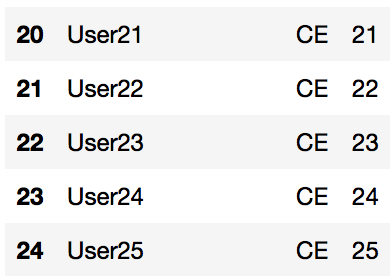 20 User21 CE 21
21 User22 CE 22
22 User23 CE 23
23 User24 CE 24
24 User25 CE 25